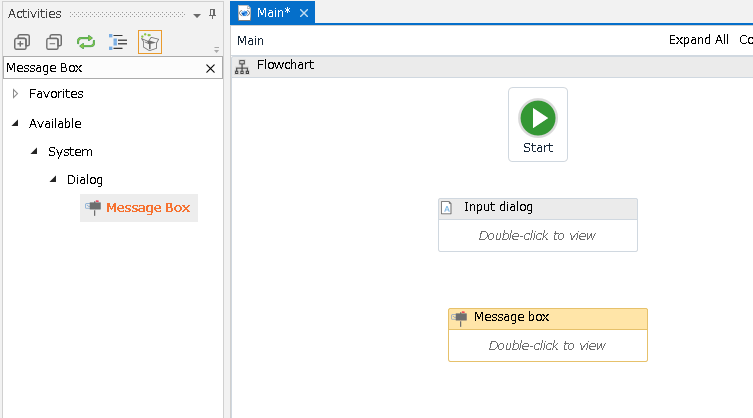 Activities
Message Box
Favorites
Available
System
Dialog
Message Box
Main*
Main
Expand All Co
Flowchart
Start
Input dialog
Double-click to view
Message box
Double-click to view